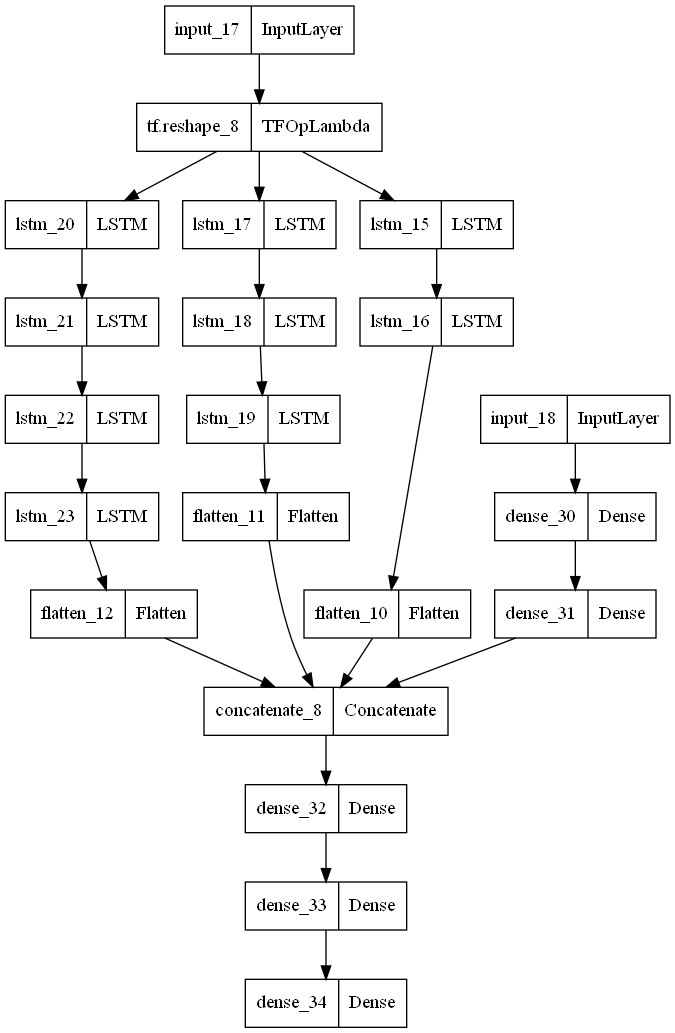 input_17 InputLayer
tf.reshape_8 TFOpLambda
lstm_20 LSTM lstm_17 LSTM lstm_15 LSTM
lstm_21 LSTM lstm_18 LSTM lstm_16 LSTM
lstm_22 LSTM lstm_19 LSTM input_18 InputLayer
lstm_23 LSTM flatten_11 Flatten dense_30 Dense
flatten_12 Flatten flatten_10 Flatten dense_31 Dense
concatenate_8 Concatenate
dense_32 Dense
dense_33 Dense
dense_34 Dense